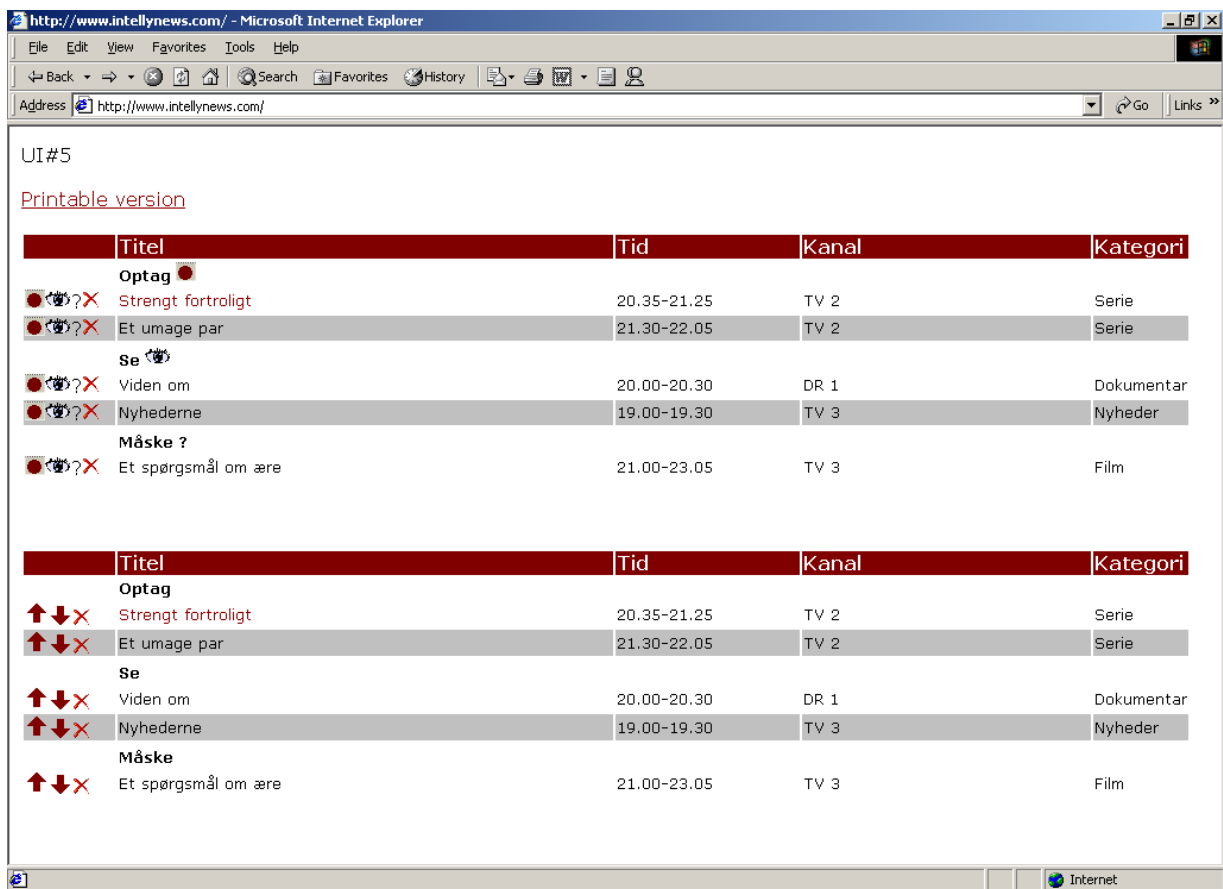 http://www.intellynews.com/ - Microsoft Internet Explorer
File Edit View Favorites Tools Help
Back Search Favorites History
Address http://www.intellynews.com/ Go Links »
UI#5
Printable version
Titel Tid Kanal Kategori
Optag
? Strengt fortroligt 20.35-21.25 TV 2 Serie
? Et umage par 21.30-22.05 TV 2 Serie
Se
? Viden om 20.00-20.30 DR 1 Dokumentar
? Nyhederne 19.00-19.30 TV 3 Nyheder
Måske ?
? Et spørgsmål om ære 21.00-23.05 TV 3 Film
Titel Tid Kanal Kategori
Optag
Strengt fortroligt 20.35-21.25 TV 2 Serie
Et umage par 21.30-22.05 TV 2 Serie
Se
Viden om 20.00-20.30 DR 1 Dokumentar
Nyhederne 19.00-19.30 TV 3 Nyheder
Måske
Et spørgsmål om ære 21.00-23.05 TV 3 Film
Internet